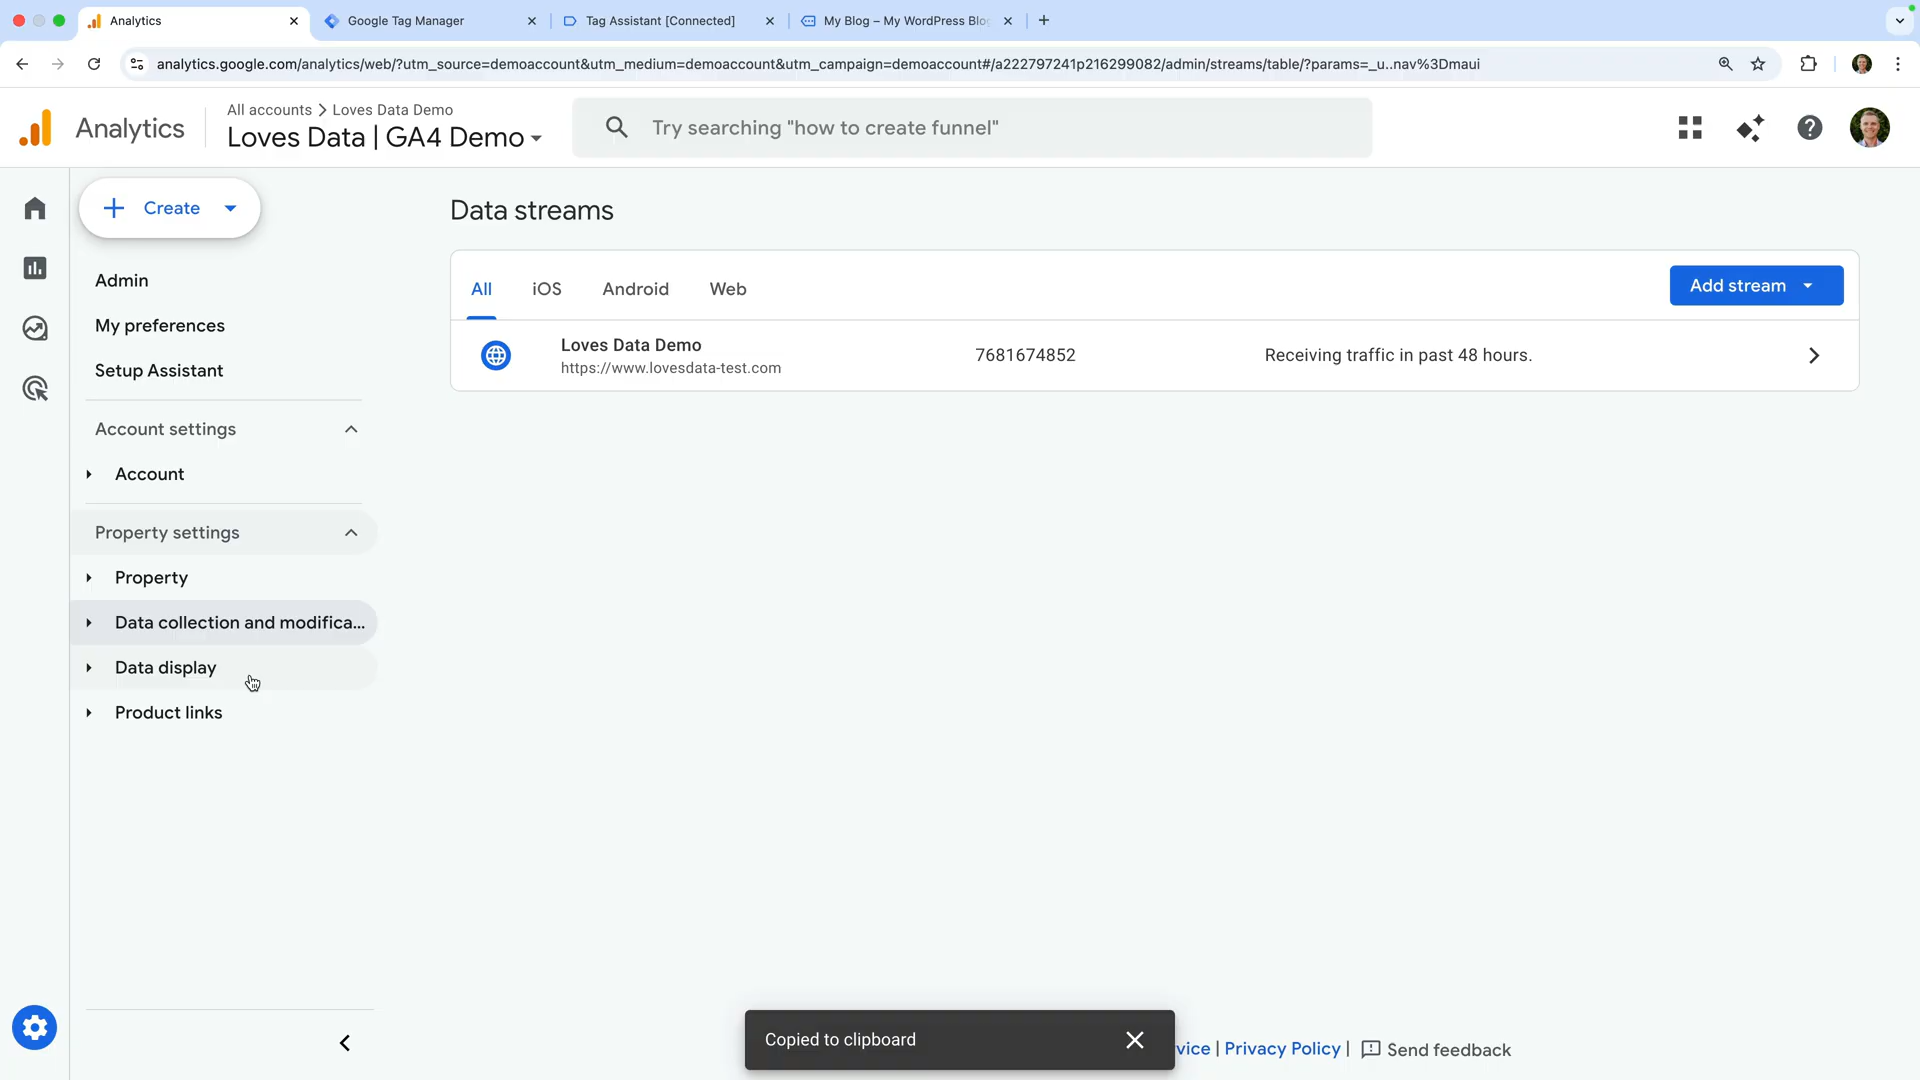 Analytics
Google Tag Manager
Tag Assistant [Connected]
My Blog – My WordPress Blog
analytics.google.com/analytics/web/?utm_source=demoaccount&utm_medium=demoaccount&utm_campaign=demoaccount#/a222797241p216299082/admin/streams/table/?params=_u..nav%3Dmaui
Analytics
All accounts > Loves Data Demo
Loves Data | GA4 Demo
Try searching "how to create funnel"
Create
Admin
My preferences
Setup Assistant
Account settings
Account
Property settings
Property
Data collection and modifica...
Data display
Product links
Data streams
All
iOS
Android
Web
Add stream
Loves Data Demo
https://www.lovesdata-test.com
7681674852
Receiving traffic in past 48 hours.
Copied to clipboard
vice | Privacy Policy | Send feedback